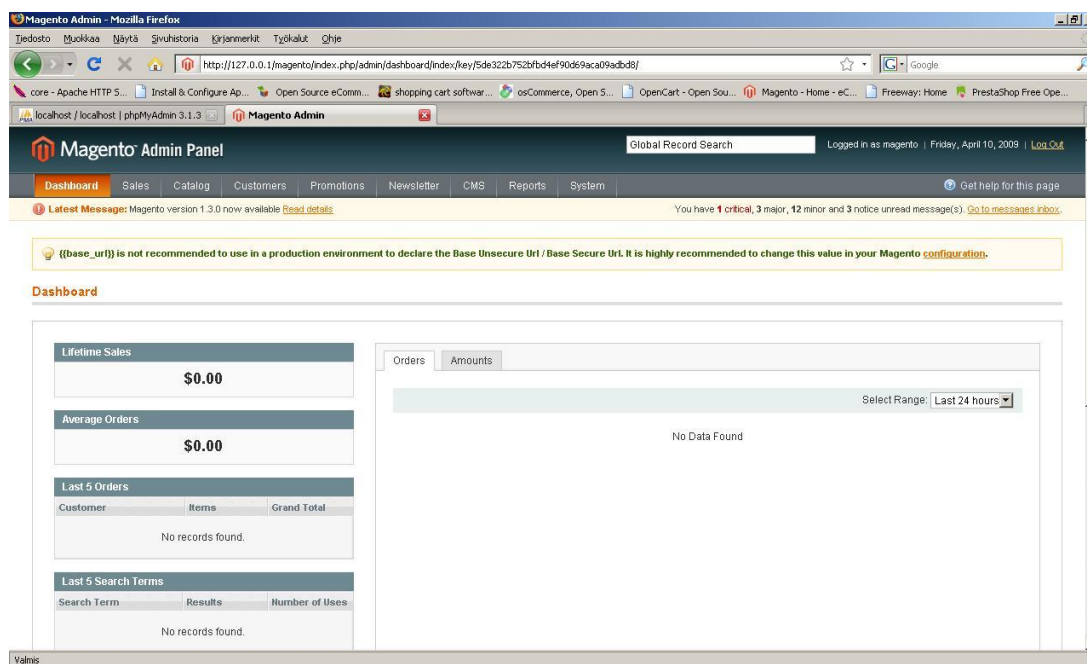 Magento Admin - Mozilla Firefox
Tiedosto Muokkaa Näytä Sivuhistoria Kirjanmerkit Työkalut Ohje
http://127.0.0.1/magento/index.php/admin/dashboard/index/key/5de322b752bfbd4ef90d69aca09adbd8/ Google
core - Apache HTTP S... Install & Configure Ap... Open Source eComm... shopping cart softwar... osCommerce, Open S... OpenCart - Open Sou... Magento - Home - eC... Freeway: Home PrestaShop Free Ope...
localhost / localhost | phpMyAdmin 3.1.3 Magento Admin
Magento Admin Panel Global Record Search Logged in as magento | Friday, April 10, 2009 | Log Out
Dashboard Sales Catalog Customers Promotions Newsletter CMS Reports System Get help for this page
Latest Message: Magento version 1.3.0 now available Read details You have 1 critical, 3 major, 12 minor and 3 notice unread message(s). Go to messages inbox.
{{base_url}} is not recommended to use in a production environment to declare the Base Unsecure Url / Base Secure Url. It is highly recommended to change this value in your Magento configuration.
Dashboard
Lifetime Sales
$0.00
Average Orders
$0.00
Last 5 Orders
Customer Items Grand Total
No records found.
Last 5 Search Terms
Search Term Results Number of Uses
No records found.
Orders Amounts
Select Range: Last 24 hours
No Data Found
Valmis